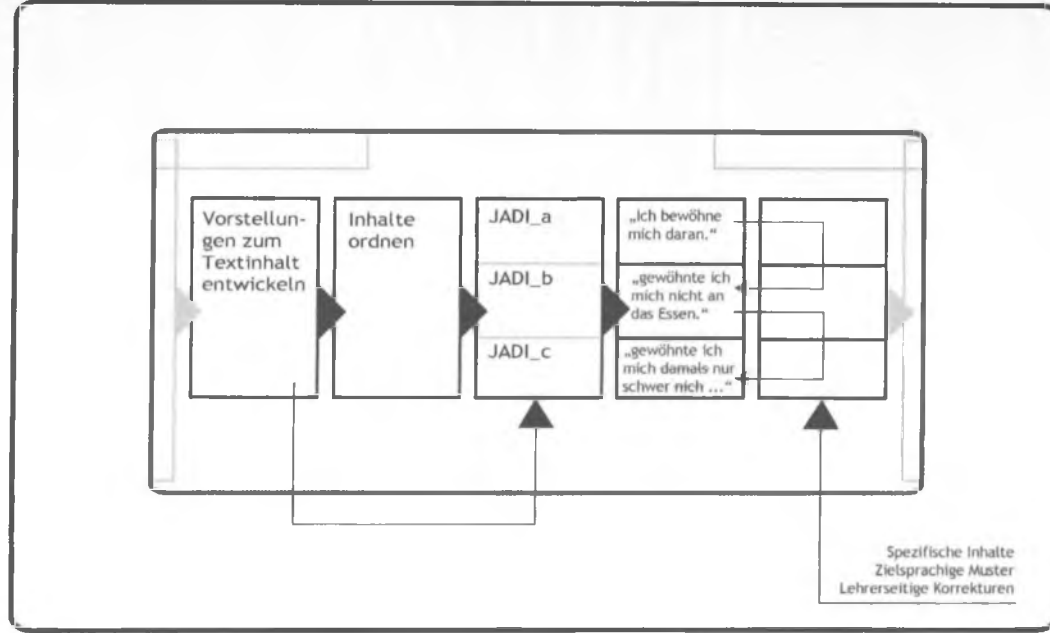 Vorstellun-
gen zum
Textinhalt
entwickeln
Inhalte
ordnen
JADI_a
JADI_b
JADI_c
„Ich bewöhne
mich daran.“
„gewöhnte ich
mich nicht an
das Essen.“
„gewöhnte ich
mich damals nur
schwer nich ...“
Spezifische Inhalte
Zielsprachige Muster
Lehrerseitige Korrekturen